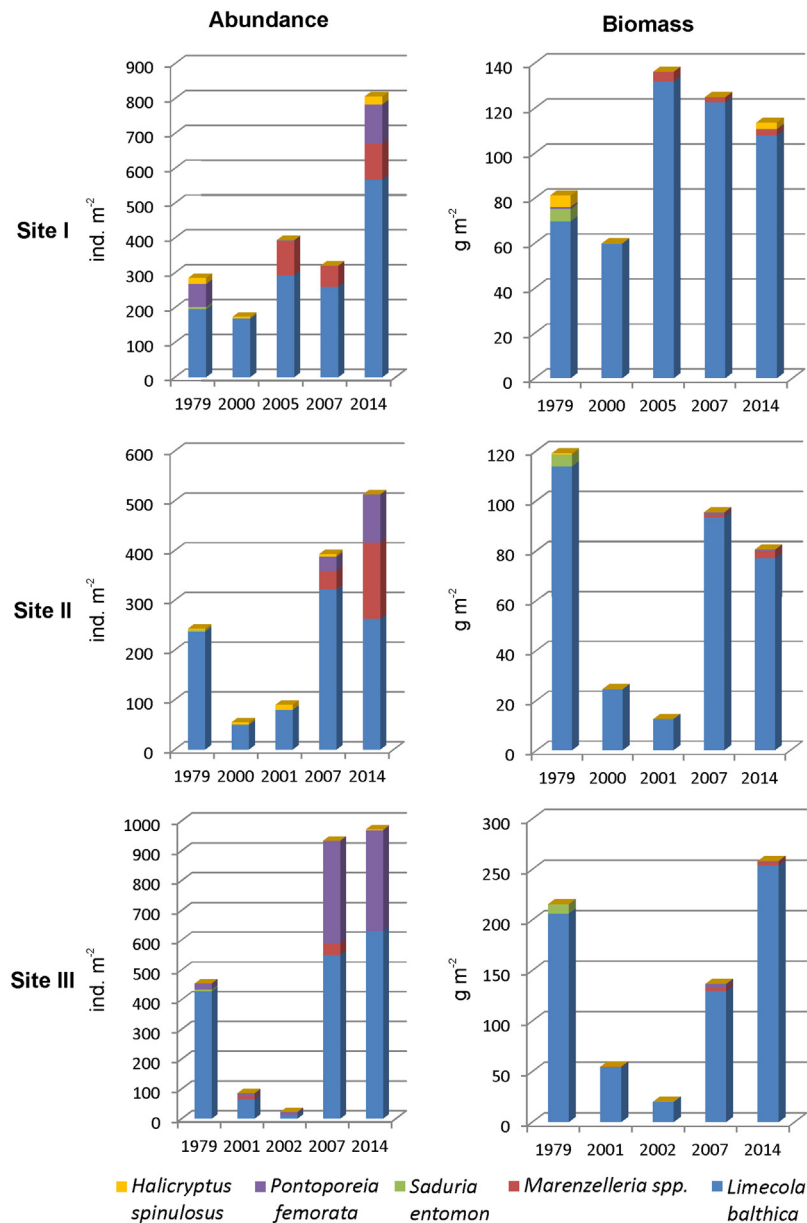 Abundance
Biomass
Site I
ind. m-2
900
800
700
600
500
400
300
200
100
0
1979 2000 2005 2007 2014
g m-2
140
120
100
80
60
40
20
0
1979 2000 2005 2007 2014
Site II
ind. m-2
600
500
400
300
200
100
0
1979 2000 2001 2007 2014
g m-2
120
100
80
60
40
20
0
1979 2000 2001 2007 2014
Site III
ind. m-2
1000
900
800
700
600
500
400
300
200
100
0
1979 2001 2002 2007 2014
g m-2
300
250
200
150
100
50
0
1979 2001 2002 2007 2014
Halicryptus
spinulosus
Pontoporeia
femorata
Saduria
entomon
Marenzelleria spp.
Limecola
balthica